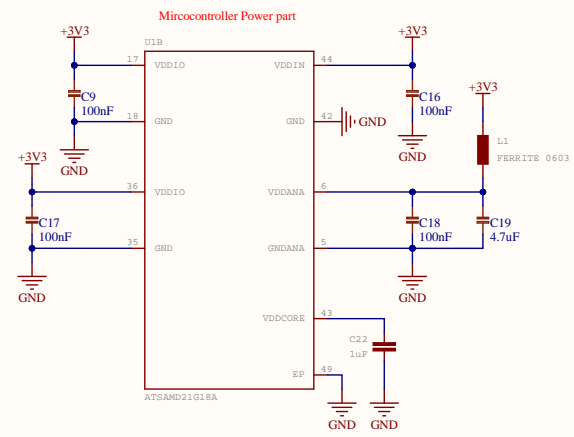 Mircocontroller Power part
+3V3
+3V3
U1B
17
VDDIO
VDDIN
44
C9
100nF
C16
100nF
+3V3
18
GND
GND
42
GND
L1
FERRITE 0603
GND
GND
+3V3
36
VDDIO
VDDANA
6
C17
100nF
C18
100nF
C19
4.7uF
35
GND
GNDANA
5
GND
GND
VDDCORE
43
C22
1uF
EP
49
ATSAMD21G18A
GND
GND